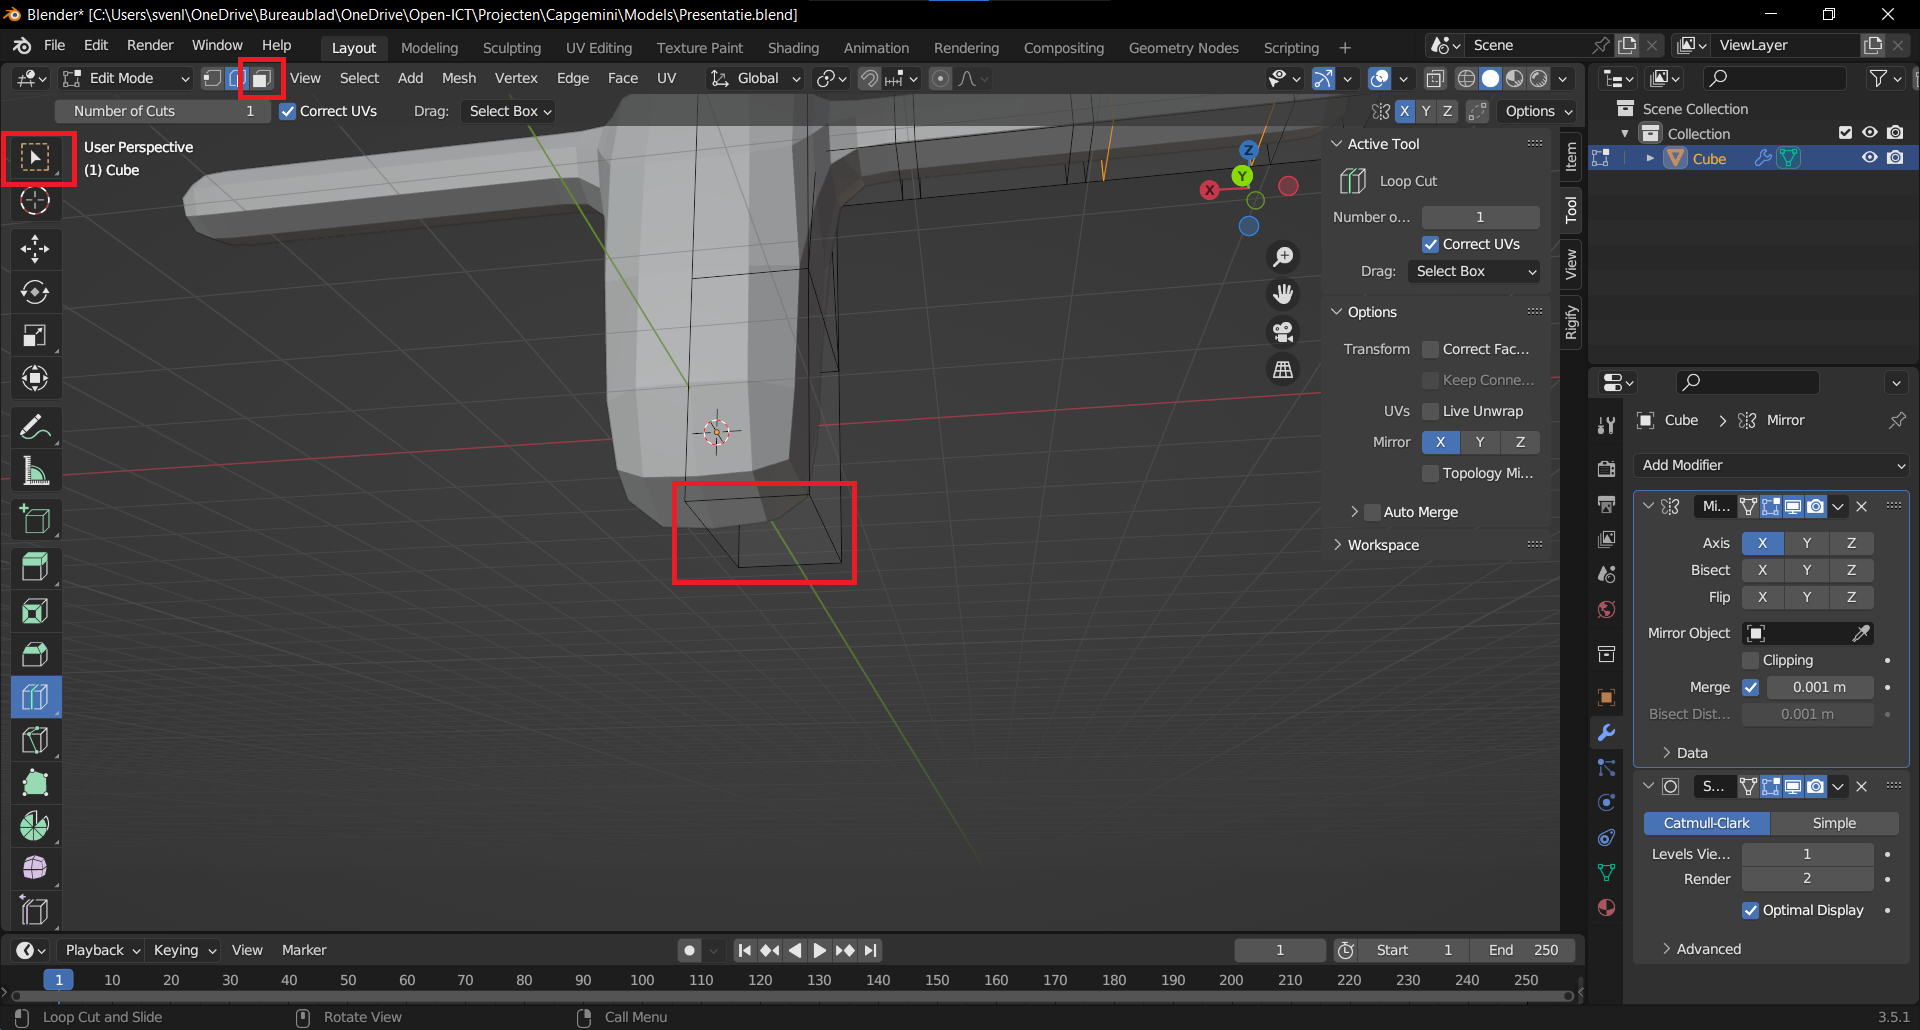 Blender* [C:\Users\svenl\OneDrive\Bureaublad\OneDrive\Open-ICT\Projecten\Capgemini\Models\Presentatie.blend]
File Edit Render Window Help Layout Modeling Sculpting UV Editing Texture Paint Shading Animation Rendering Compositing Geometry Nodes Scripting + Scene ViewLayer
Edit Mode View Select Add Mesh Vertex Edge Face UV Global
Number of Cuts 1 Correct UVs Drag: Select Box X Y Z Options
User Perspective
(1) Cube
Z
Y
X
Active Tool
Loop Cut
Number o... 1
Correct UVs
Drag: Select Box
Options
Transform Correct Fac...
Keep Conne...
UVs Live Unwrap
Mirror X Y Z
Topology Mi...
Auto Merge
Workspace
Item
Tool
View
Rigify
Scene Collection
Collection
Cube
Cube > Mirror
Add Modifier
Mi...
Axis X Y Z
Bisect X Y Z
Flip X Y Z
Mirror Object
Clipping
Merge 0.001 m
Bisect Dist... 0.001 m
Data
S...
Catmull-Clark Simple
Levels Vie... 1
Render 2
Optimal Display
Advanced
Playback Keying View Marker 1 Start 1 End 250
1 10 20 30 40 50 60 70 80 90 100 110 120 130 140 150 160 170 180 190 200 210 220 230 240 250
Loop Cut and Slide Rotate View Call Menu 3.5.1